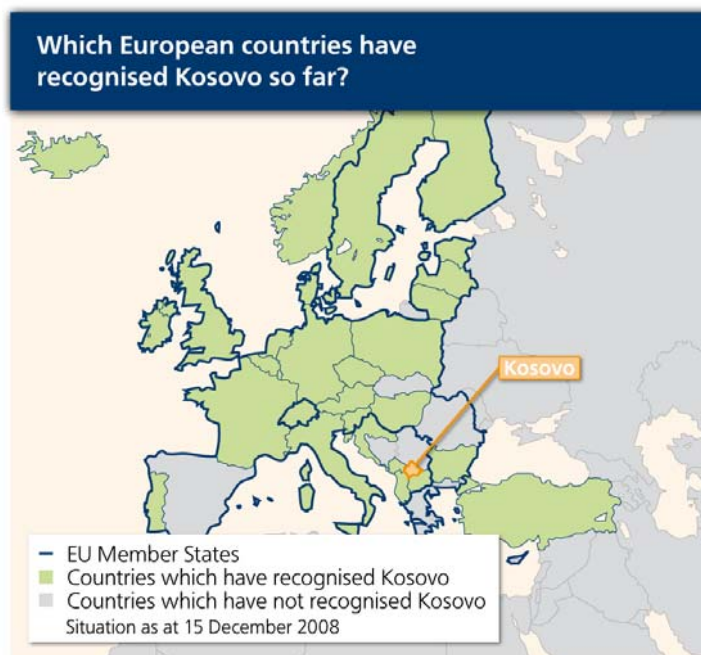 Which European countries have
recognised Kosovo so far?
Kosovo
EU Member States
Countries which have recognised Kosovo
Countries which have not recognised Kosovo
Situation as at 15 December 2008